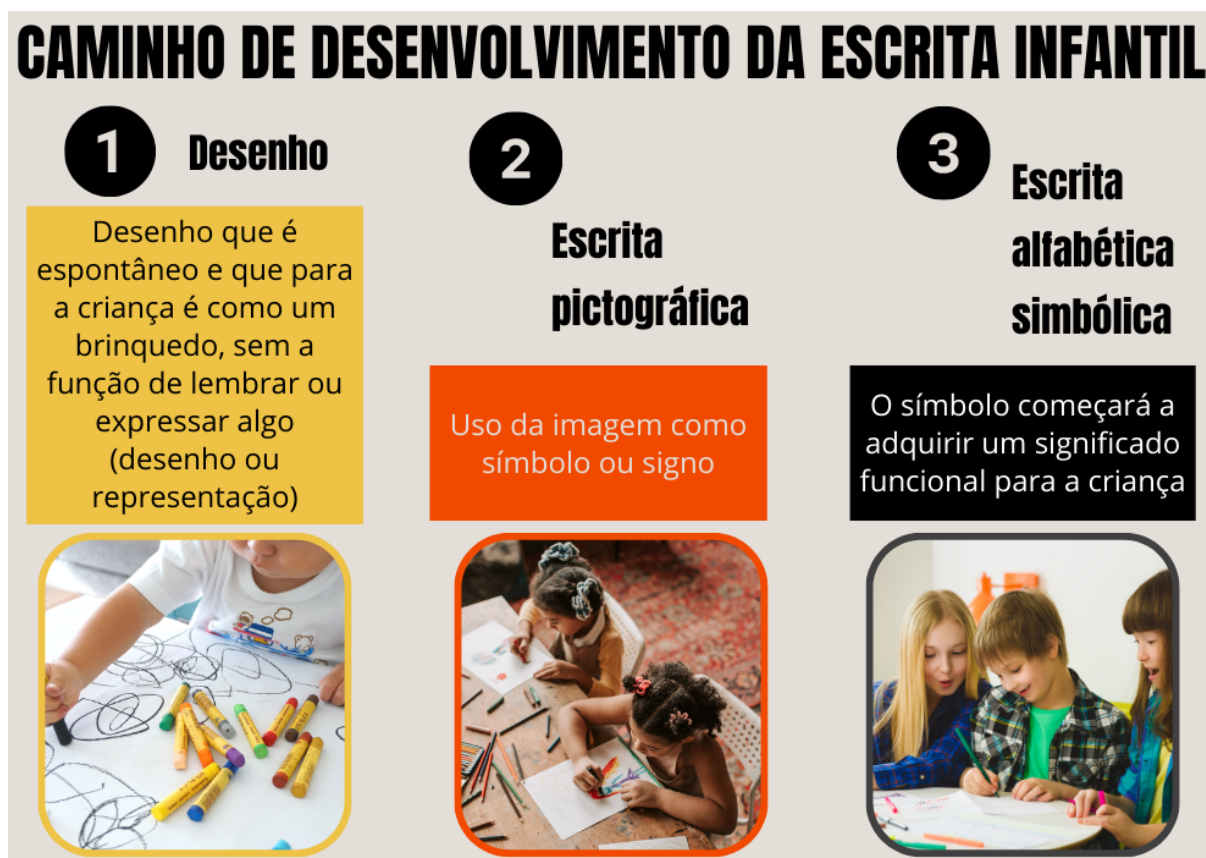 CAMINHO DE DESENVOLVIMENTO DA ESCRITA INFANTIL
1
Desenho
Desenho que é
espontâneo e que para
a criança é como um
brinquedo, sem a
função de lembrar ou
expressar algo
(desenho ou
representação)
2
Escrita
pictográfica
Uso da imagem como
símbolo ou signo
3
Escrita
alfabética
simbólica
O símbolo começará a
adquirir um significado
funcional para a criança